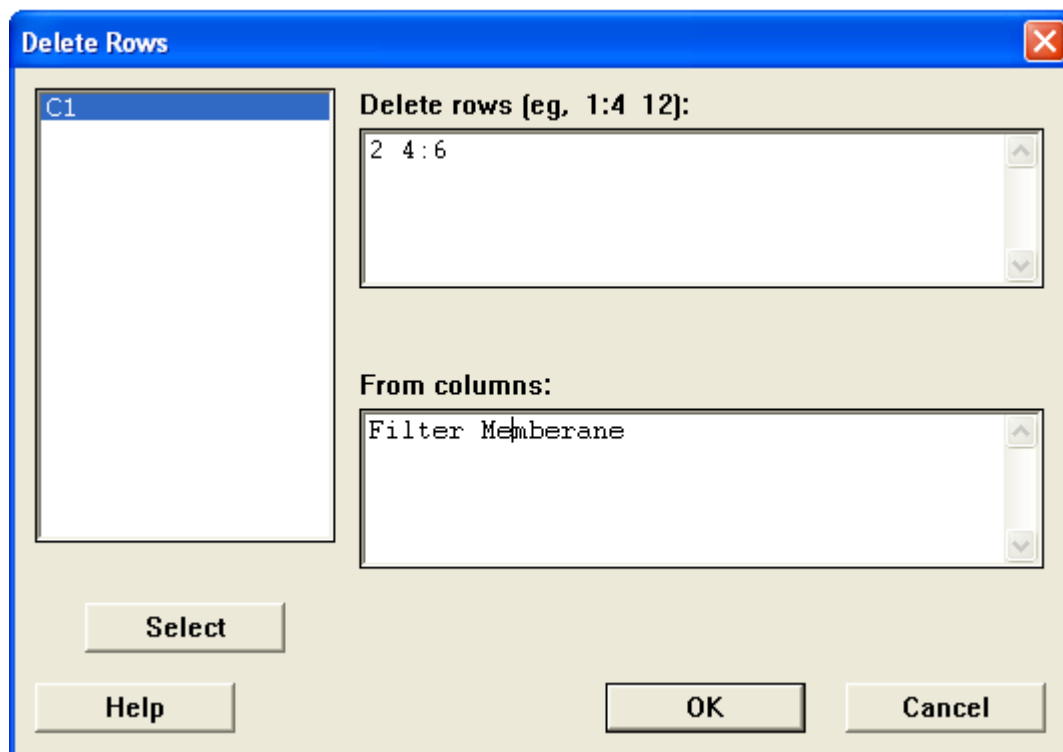 Delete Rows
C1
Delete rows (eg, 1:4 12):
2 4:6
From columns:
Filter Memberane
Select
Help
OK
Cancel